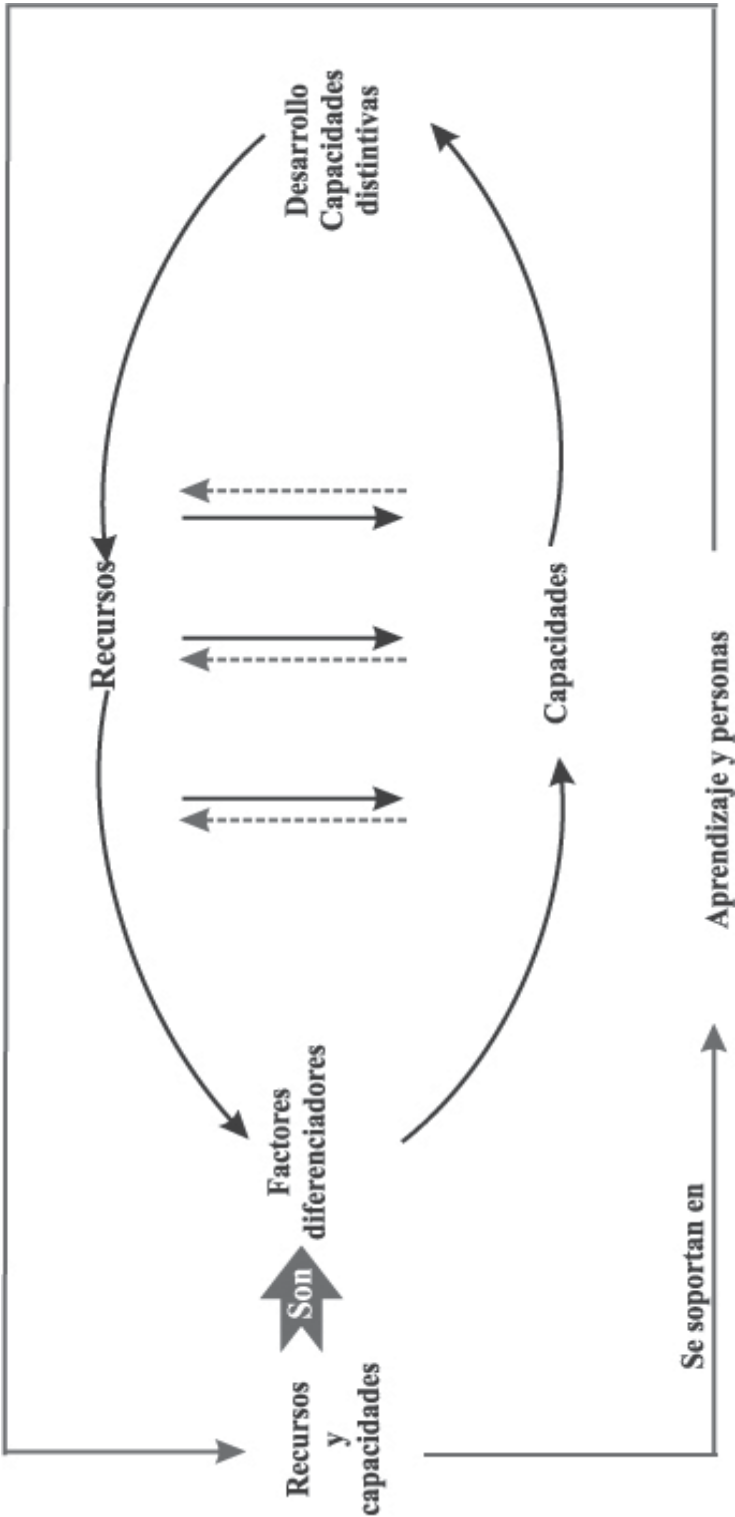 Recursos
y
capacidades
Son
Factores
diferenciadores
Recursos
Capacidades
Desarrollo
Capacidades
distintivas
Se soportan en
Aprendizaje y personas